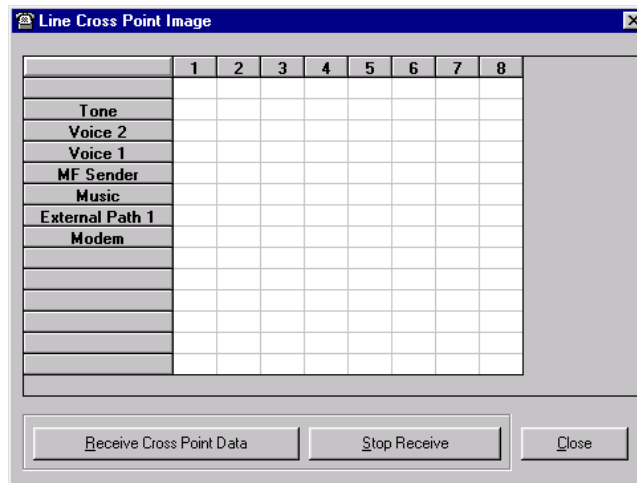 Line Cross Point Image
1 2 3 4 5 6 7 8
Tone
Voice 2
Voice 1
MF Sender
Music
External Path 1
Modem
Receive Cross Point Data Stop Receive Close